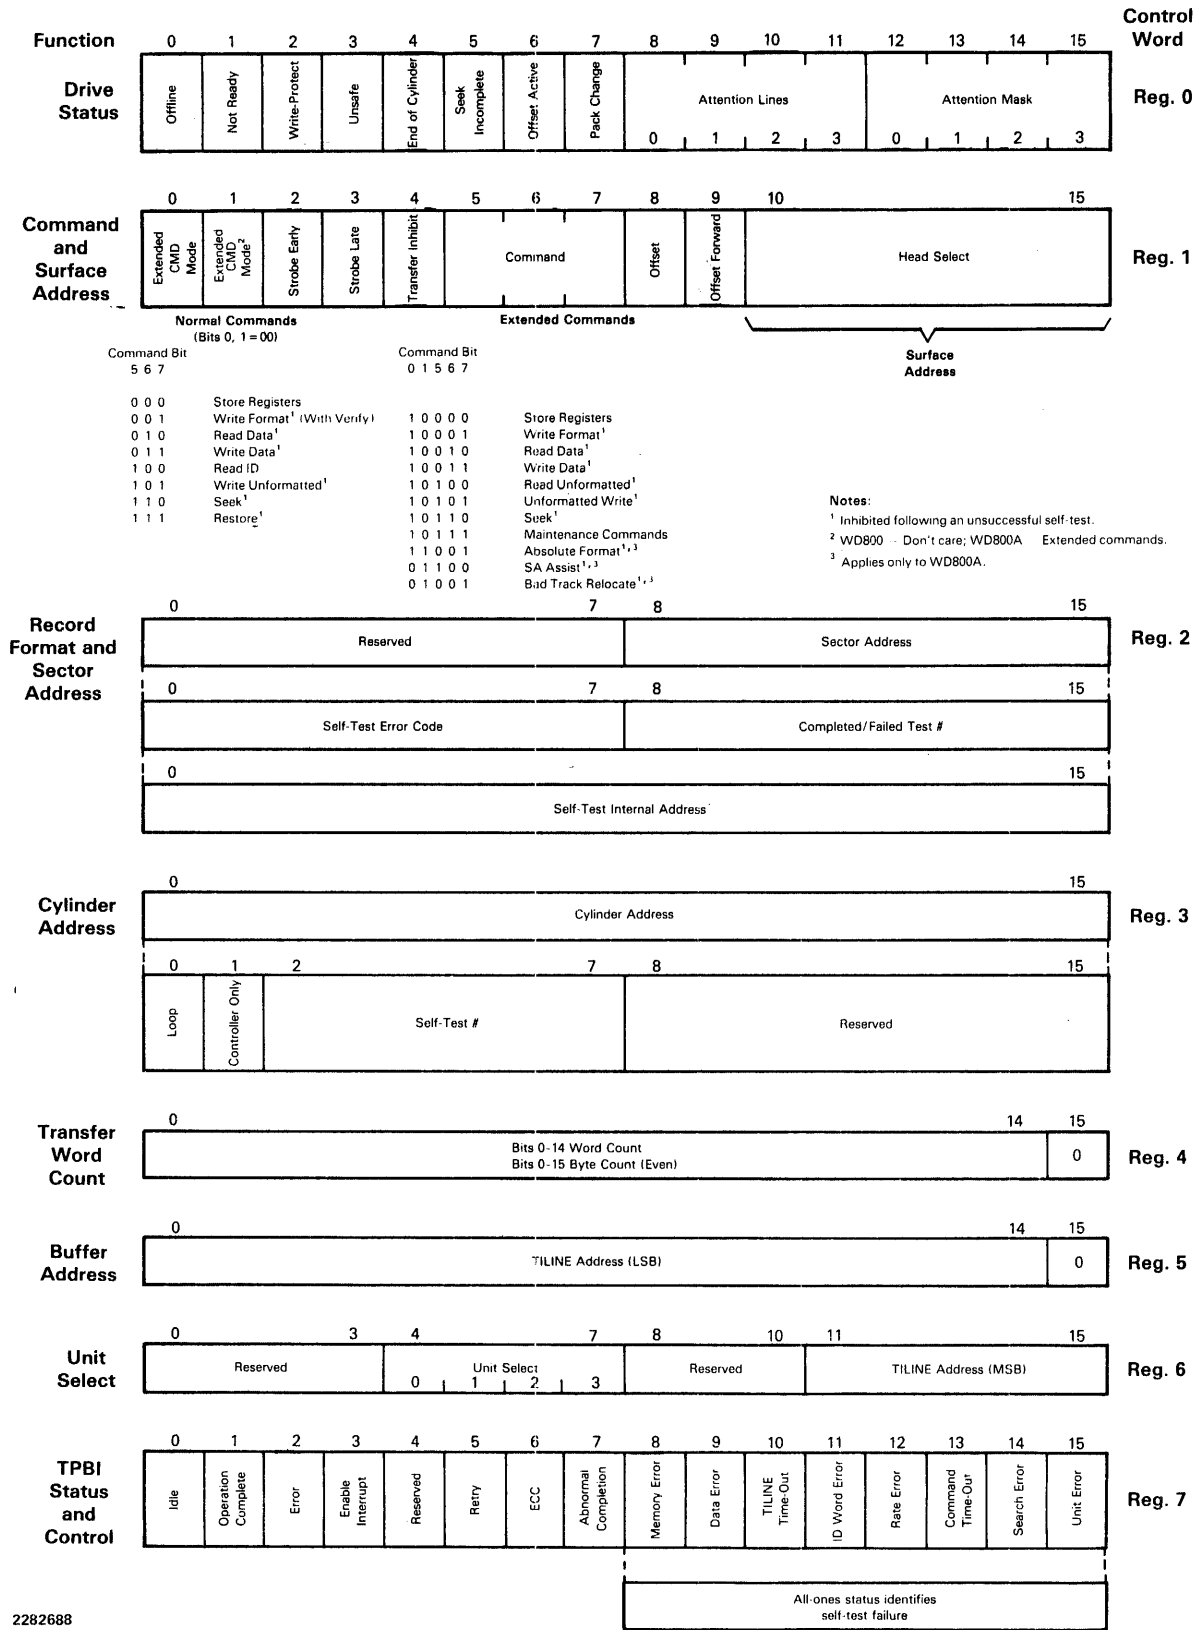 Control
Word
Function 0 1 2 3 4 5 6 7 8 9 10 11 12 13 14 15
Drive
Status
Offline
Not Ready
Write-Protect
Unsafe
End of Cylinder
Seek
Incomplete
Offset Active
Pack Change
Attention Lines
0 1 2 3
Attention Mask
0 1 2 3
Reg. 0
0 1 2 3 4 5 6 7 8 9 10 15
Command
and
Surface
Address
Extended
CMD
Mode
Extended
CMD
Mode²
Strobe Early
Strobe Late
Transfer Inhibit
Command
Offset
Offset Forward
Head Select
Reg. 1
Normal Commands
(Bits 0, 1 = 00)
Extended Commands
Surface
Address
Command Bit
5 6 7
0 0 0 Store Registers
0 0 1 Write Format¹ (With Verify)
0 1 0 Read Data¹
0 1 1 Write Data¹
1 0 0 Read ID
1 0 1 Write Unformatted¹
1 1 0 Seek¹
1 1 1 Restore¹
Command Bit
0 1 5 6 7
1 0 0 0 0 Store Registers
1 0 0 0 1 Write Format¹
1 0 0 1 0 Read Data¹
1 0 0 1 1 Write Data¹
1 0 1 0 0 Read Unformatted¹
1 0 1 0 1 Unformatted Write¹
1 0 1 1 0 Seek¹
1 0 1 1 1 Maintenance Commands
1 1 0 0 1 Absolute Format¹,³
0 1 1 0 0 SA Assist¹,³
0 1 0 0 1 Bad Track Relocate¹,³
Notes:
¹ Inhibited following an unsuccessful self-test.
² WD800 - Don't care; WD800A Extended commands.
³ Applies only to WD800A.
0 7 8 15
Record
Format and
Sector
Address
Reserved
Sector Address
Reg. 2
0 7 8 15
Self-Test Error Code
Completed/Failed Test #
0 15
Self-Test Internal Address
0 15
Cylinder
Address
Cylinder Address
Reg. 3
0 1 2 7 8 15
Loop
Controller Only
Self-Test #
Reserved
0 14 15
Transfer
Word
Count
Bits 0-14 Word Count
Bits 0-15 Byte Count (Even)
0
Reg. 4
0 14 15
Buffer
Address
TILINE Address (LSB)
0
Reg. 5
0 3 4 7 8 10 11 15
Unit
Select
Reserved
Unit Select
0 1 2 3
Reserved
TILINE Address (MSB)
Reg. 6
0 1 2 3 4 5 6 7 8 9 10 11 12 13 14 15
TPBI
Status
and
Control
Idle
Operation
Complete
Error
Enable
Interrupt
Reserved
Retry
ECC
Abnormal
Completion
Memory Error
Data Error
TILINE
Time-Out
ID Word Error
Rate Error
Command
Time-Out
Search Error
Unit Error
Reg. 7
All-ones status identifies
self-test failure
2282688